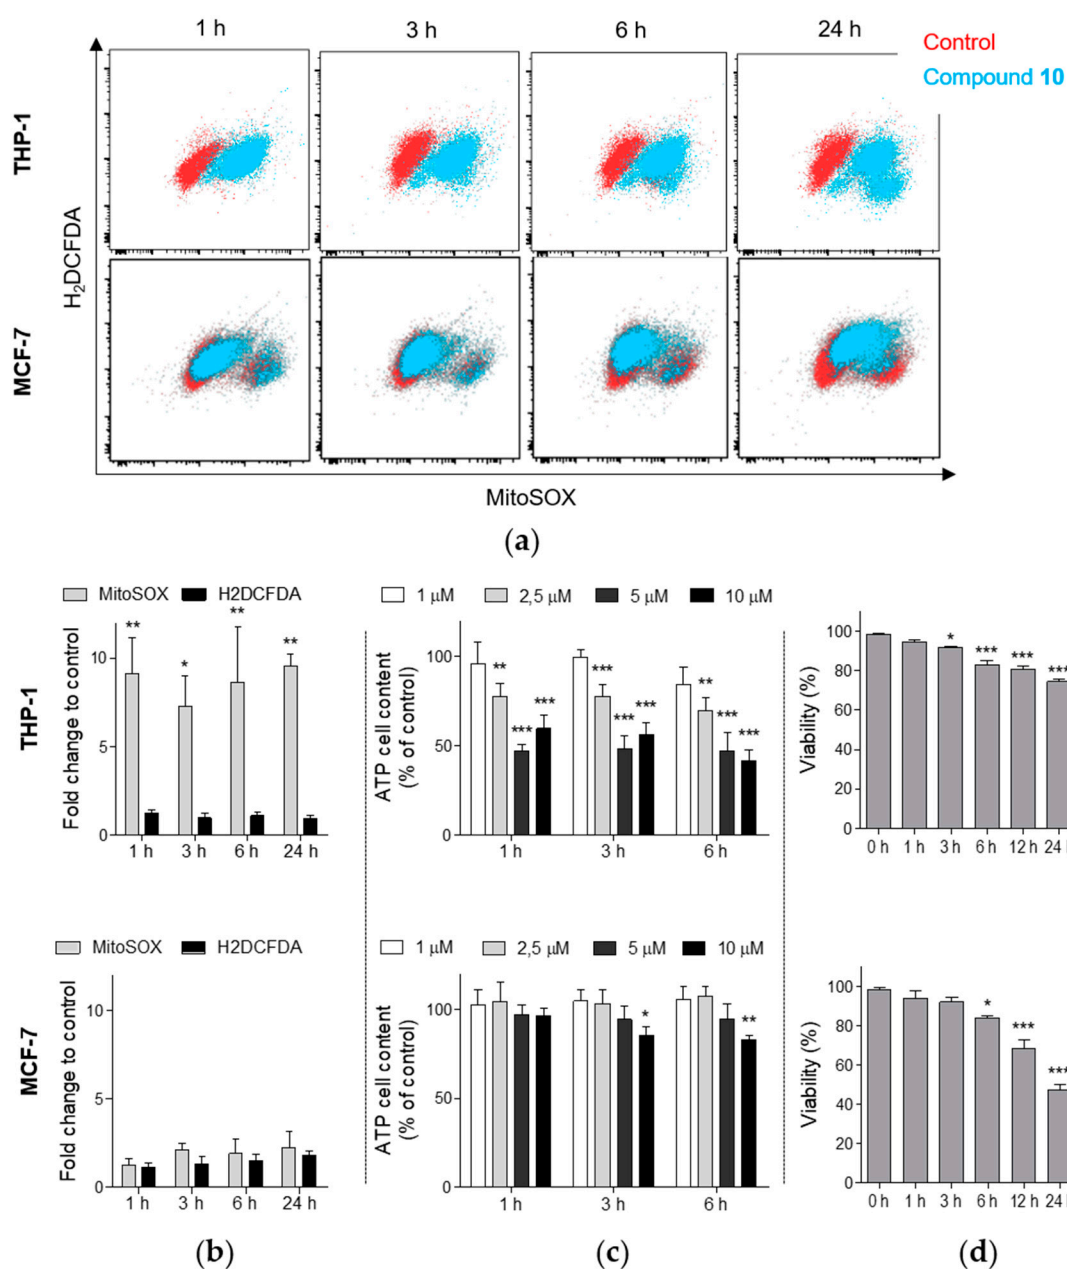 1 h 3 h 6 h 24 h
Control
Compound 10
THP-1
MCF-7
H₂DCFDA
MitoSOX
(a)
MitoSOX H2DCFDA
1 μM 2,5 μM 5 μM 10 μM
THP-1
Fold change to control
10
5
0
** * ** **
1 h 3 h 6 h 24 h
ATP cell content
(% of control)
100
50
0
** *** *** *** *** *** ** *** ***
1h 3h 6h
Viability (%)
100
80
60
40
20
0
* *** *** ***
0 h 1 h 3 h 6 h 12 h 24 h
MitoSOX H2DCFDA
1 μM 2,5 μM 5 μM 10 μM
MCF-7
Fold change to control
10
5
0
1 h 3 h 6 h 24 h
ATP cell content
(% of control)
100
50
0
* **
1 h 3 h 6 h
Viability (%)
100
80
60
40
20
0
* *** ***
0 h 1 h 3 h 6 h 12 h 24 h
(b) (c) (d)